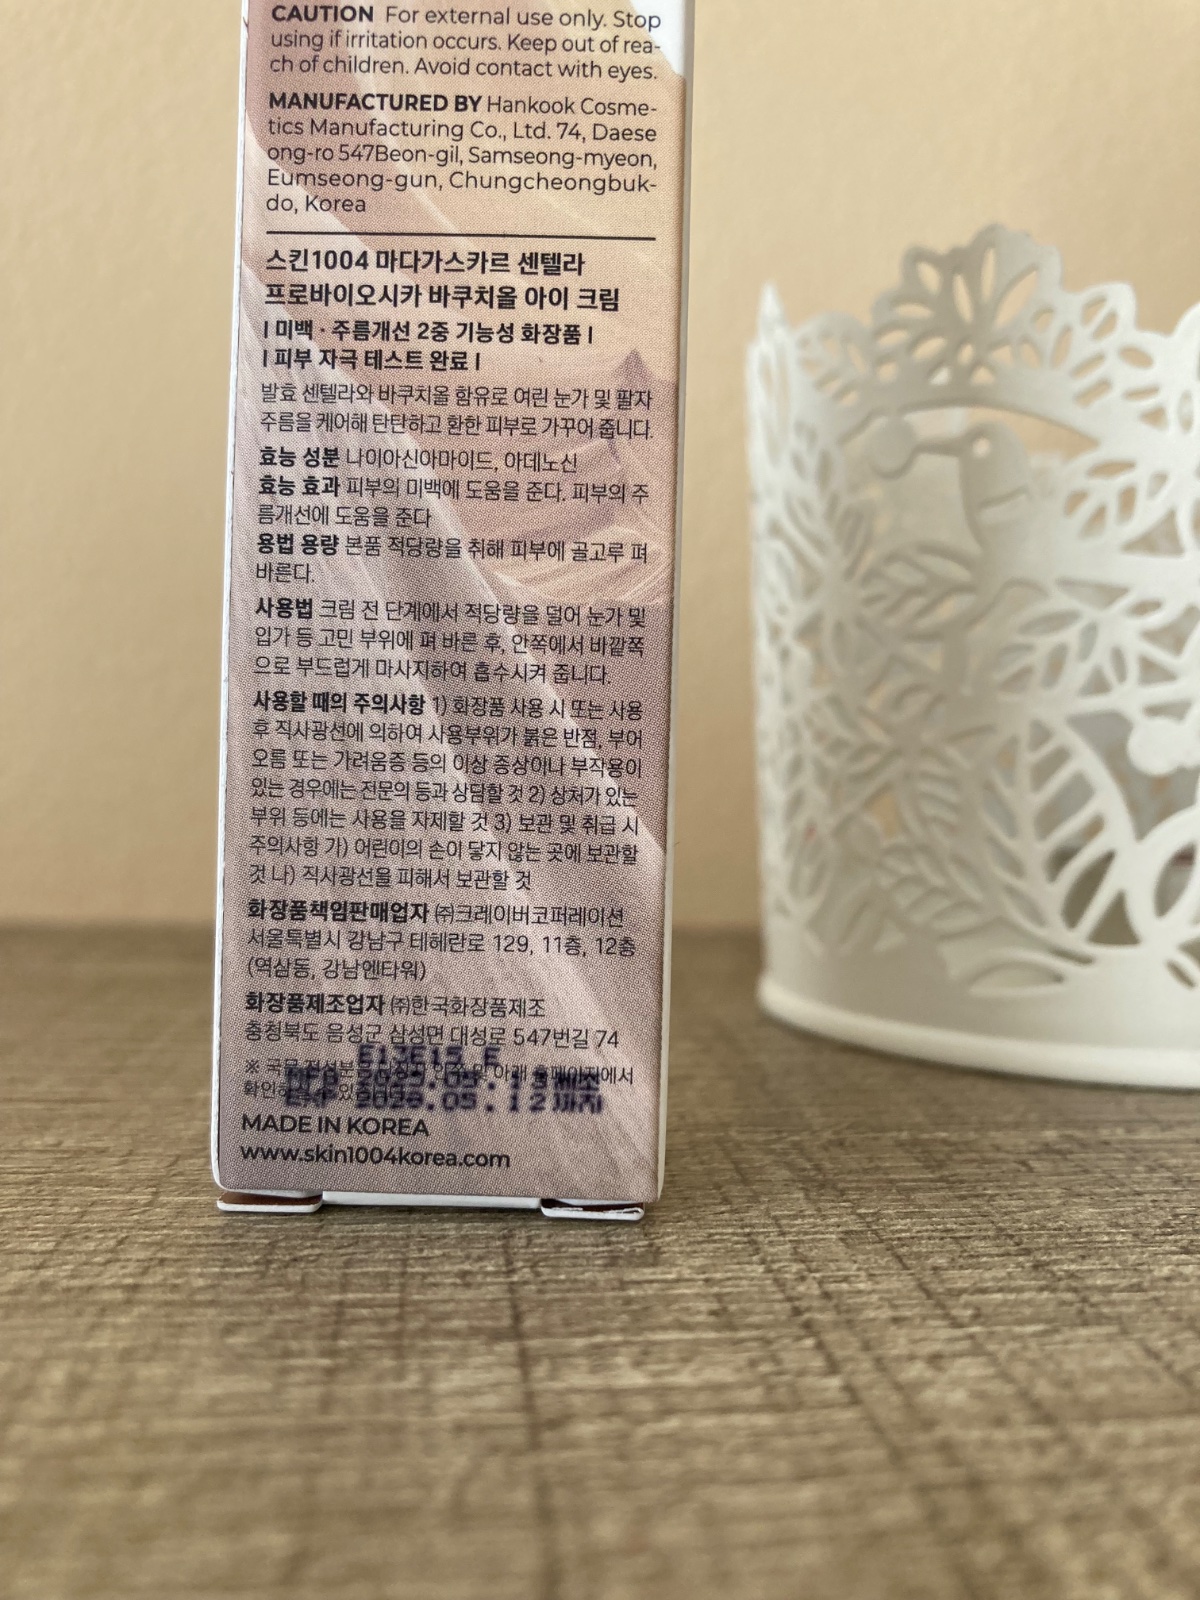 CAUTION For external use only. Stop
using if irritation occurs. Keep out of rea-
ch of children. Avoid contact with eyes.
MANUFACTURED BY Hankook Cosme-
tics Manufacturing Co., Ltd. 74, Daese
ong-ro 547Beon-gil, Samseong-myeon,
Eumseong-gun, Chungcheongbuk-
do, Korea
스킨1004 마다가스카르 센텔라
프로바이오시카 바쿠치올 아이 크림
| 미백 · 주름개선 2중 기능성 화장품 |
| 피부 자극 테스트 완료 |
발효 센텔라와 바쿠치올 함유로 여린 눈가 및 팔자
주름을 케어해 탄탄하고 환한 피부로 가꾸어 줍니다.
효능 성분 나이아신아마이드, 아데노신
효능 효과 피부의 미백에 도움을 준다. 피부의 주
름개선에 도움을 준다
용법 용량 본품 적당량을 취해 피부에 골고루 펴
바른다.
사용법 크림 전 단계에서 적당량을 덜어 눈가 및
입가 등 고민 부위에 펴 바른 후, 안쪽에서 바깥쪽
으로 부드럽게 마사지하여 흡수시켜 줍니다.
사용할 때의 주의사항 1) 화장품 사용 시 또는 사용
후 직사광선에 의하여 사용부위가 붉은 반점, 부어
오름 또는 가려움증 등의 이상 증상이나 부작용이
있는 경우에는 전문의 등과 상담할 것 2) 상처가 있는
부위 등에는 사용을 자제할 것 3) 보관 및 취급 시
주의사항 가) 어린이의 손이 닿지 않는 곳에 보관할
것 나) 직사광선을 피해서 보관할 것
화장품책임판매업자 ㈜크레이버코퍼레이션
서울특별시 강남구 테헤란로 129, 11층, 12층
(역삼동, 강남엔타워)
화장품제조업자 ㈜한국화장품제조
충청북도 음성군 삼성면 대성로 547번길 74
※ 및 아래 홈페이지에서
EXP 2026.05.12까지
MADE IN KOREA
www.skin1004korea.com